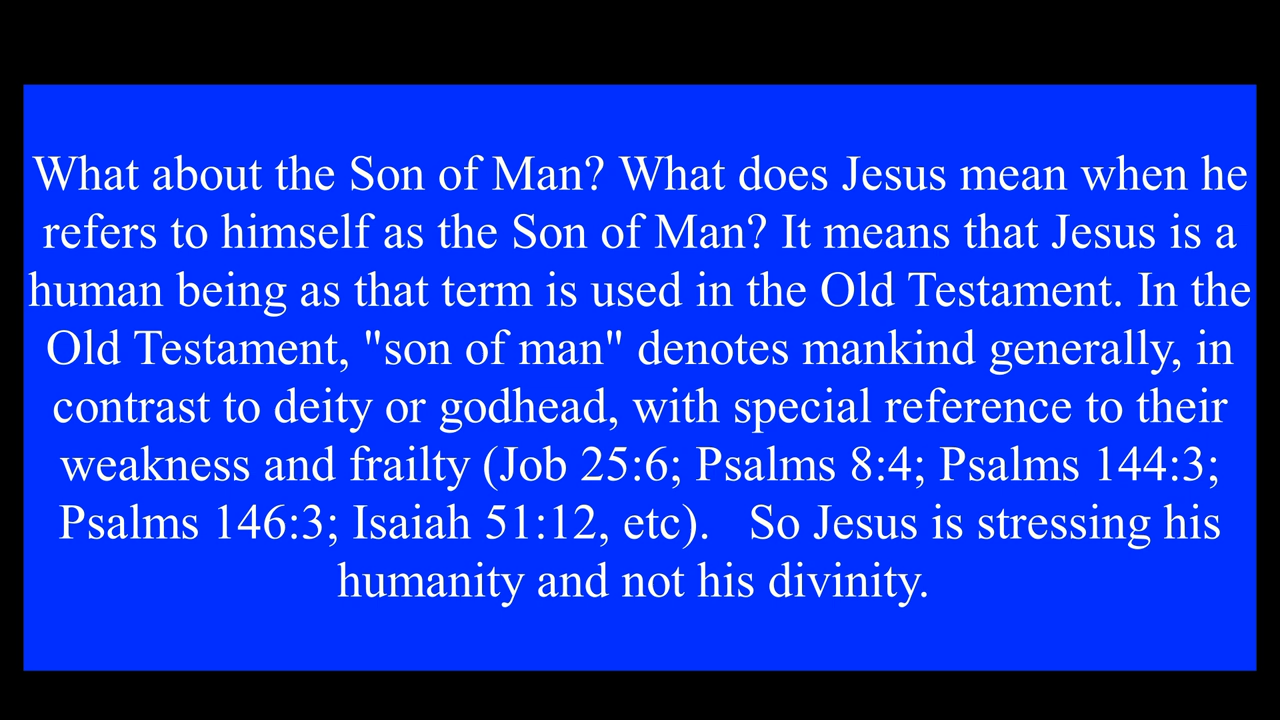 What about the Son of Man? What does Jesus mean when he
refers to himself as the Son of Man? It means that Jesus is a
human being as that term is used in the Old Testament. In the
Old Testament, "son of man" denotes mankind generally, in
contrast to deity or godhead, with special reference to their
weakness and frailty (Job 25:6; Psalms 8:4; Psalms 144:3;
Psalms 146:3; Isaiah 51:12, etc).   So Jesus is stressing his
humanity and not his divinity.